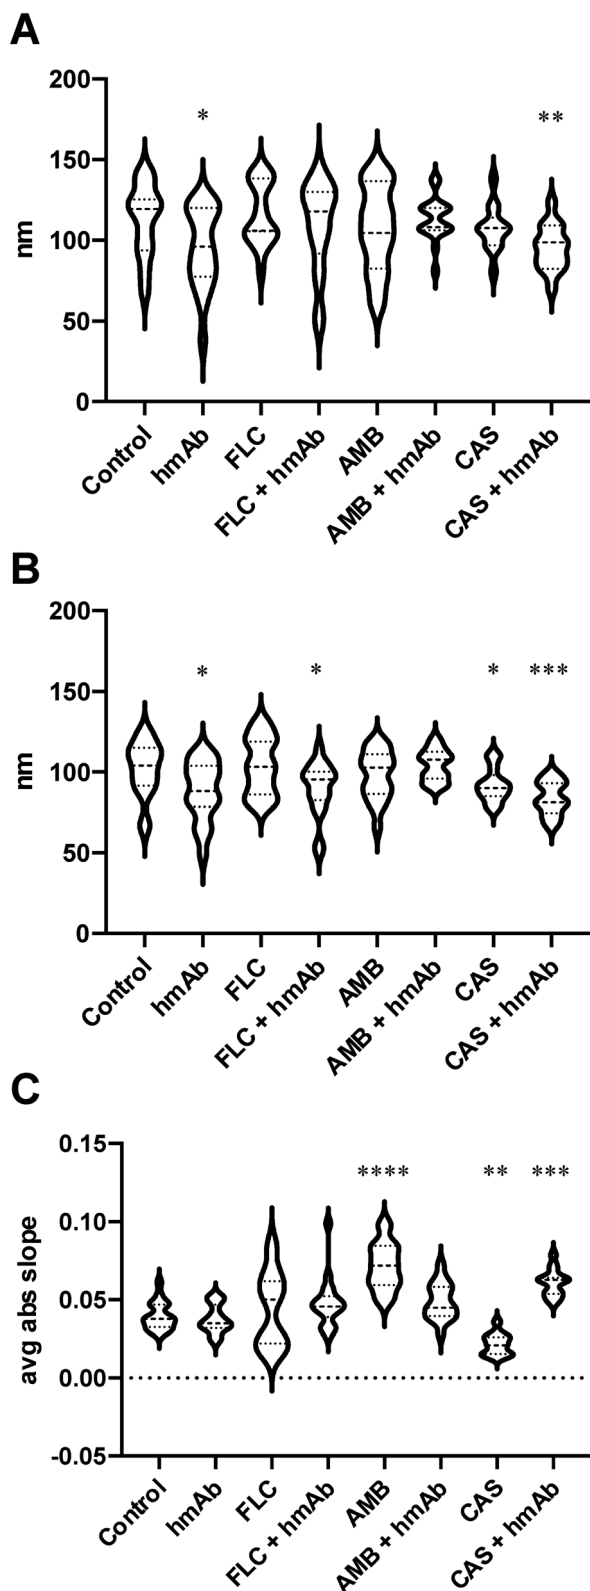 A
200
150
100
50
0
nm
* **
Control hmAb FLC FLC + hmAb AMB AMB + hmAb CAS CAS + hmAb
B
200
150
100
50
0
nm
* * * ***
Control hmAb FLC FLC + hmAb AMB AMB + hmAb CAS CAS + hmAb
C
0.15
0.10
0.05
0.00
-0.05
avg abs slope
**** ** ***
Control hmAb FLC FLC + hmAb AMB AMB + hmAb CAS CAS + hmAb